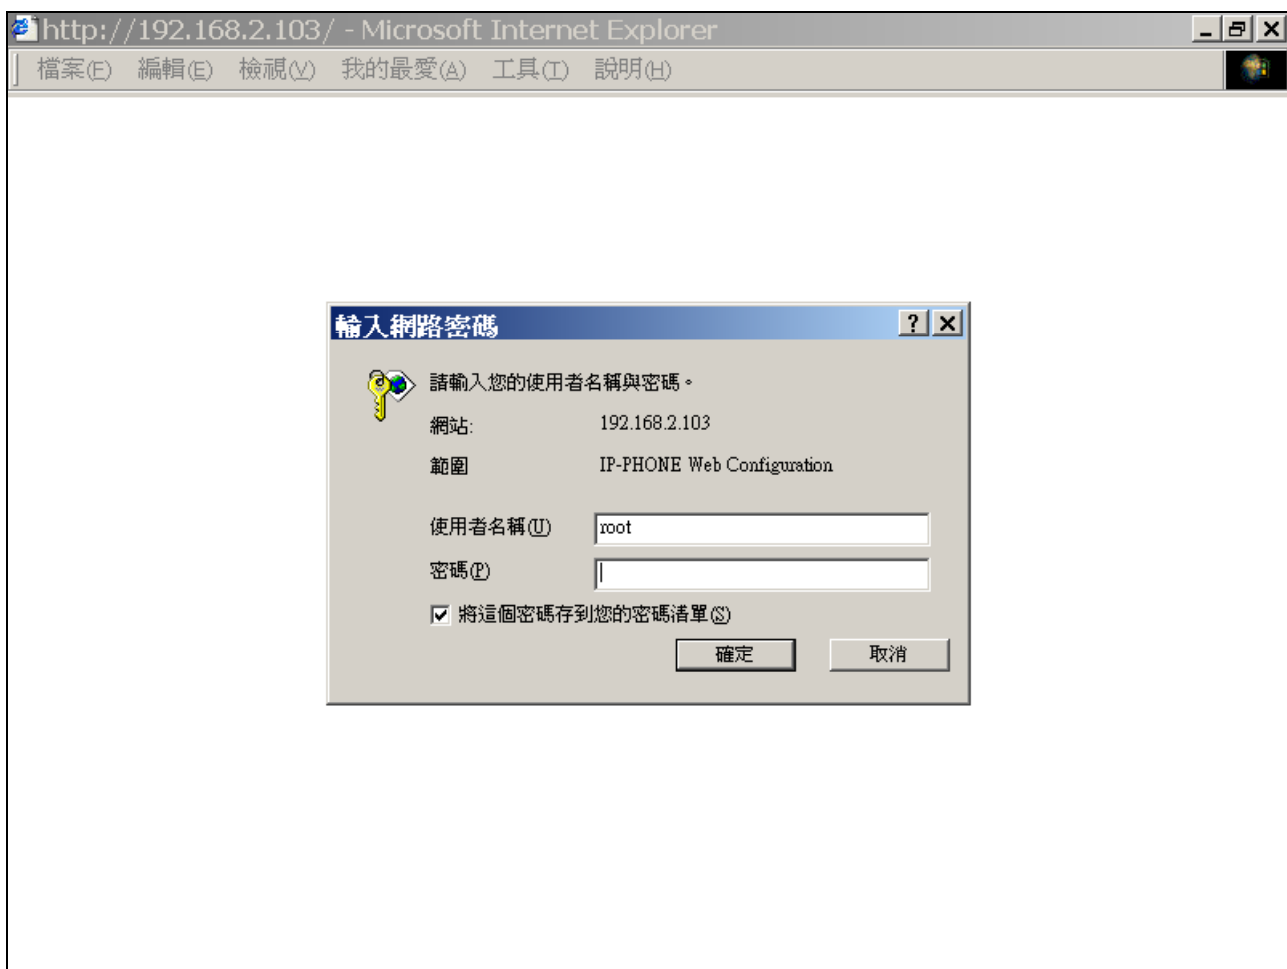 http://192.168.2.103/ - Microsoft Internet Explorer
檔案(F) 編輯(E) 檢視(V) 我的最愛(A) 工具(T) 說明(H)
輸入網路密碼
請輸入您的使用者名稱與密碼。
網站: 192.168.2.103
範圍 IP-PHONE Web Configuration
使用者名稱(U) root
密碼(P)
將這個密碼存到您的密碼清單(S)
確定 取消